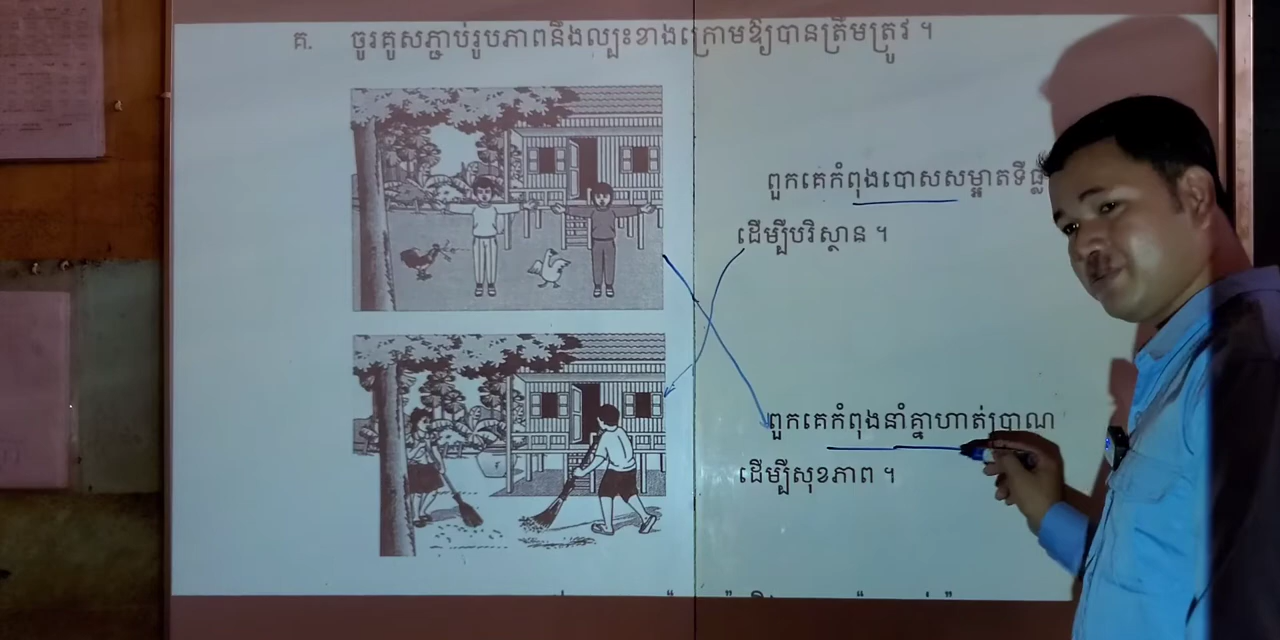 គ. ចូរគូសភ្ជាប់រូបភាពនឹងល្បះខាងក្រោមឱ្យបានត្រឹមត្រូវ ។
ពួកគេកំពុងបោសសម្អាតទី
ដើម្បីបរិស្ថាន ។
ពួកគេកំពុងនាំគ្នាហាត់ប្រាណ
ដើម្បីសុខភាព ។